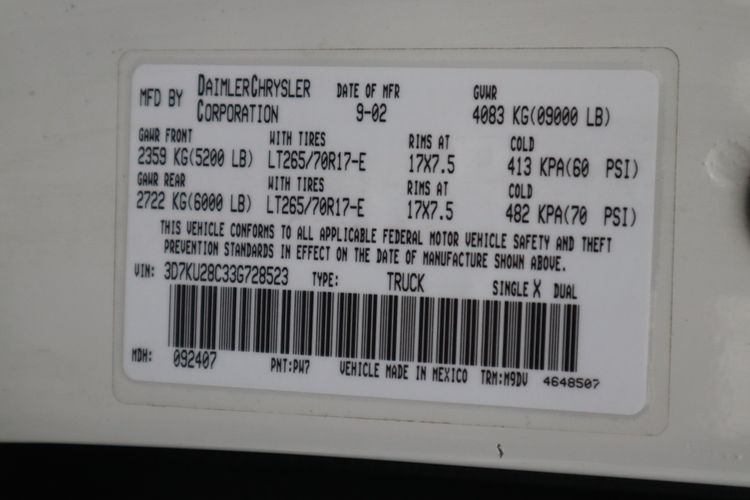 MFD BY DAIMLERCHRYSLER CORPORATION DATE OF MFR 9-02 GVWR 4083 KG(09000 LB)
GAWR FRONT WITH TIRES RIMS AT COLD
2359 KG(5200 LB) LT265/70R17-E 17X7.5 413 KPA(60 PSI)
GAWR REAR WITH TIRES RIMS AT COLD
2722 KG(6000 LB) LT265/70R17-E 17X7.5 482 KPA(70 PSI)
THIS VEHICLE CONFORMS TO ALL APPLICABLE FEDERAL MOTOR VEHICLE SAFETY AND THEFT
PREVENTION STANDARDS IN EFFECT ON THE DATE OF MANUFACTURE SHOWN ABOVE.
VIN: 3D7KU28C33G728523 TYPE: TRUCK SINGLE X DUAL
MDH: 092407 PNT:PW7 VEHICLE MADE IN MEXICO TRM:M9DV 4648507